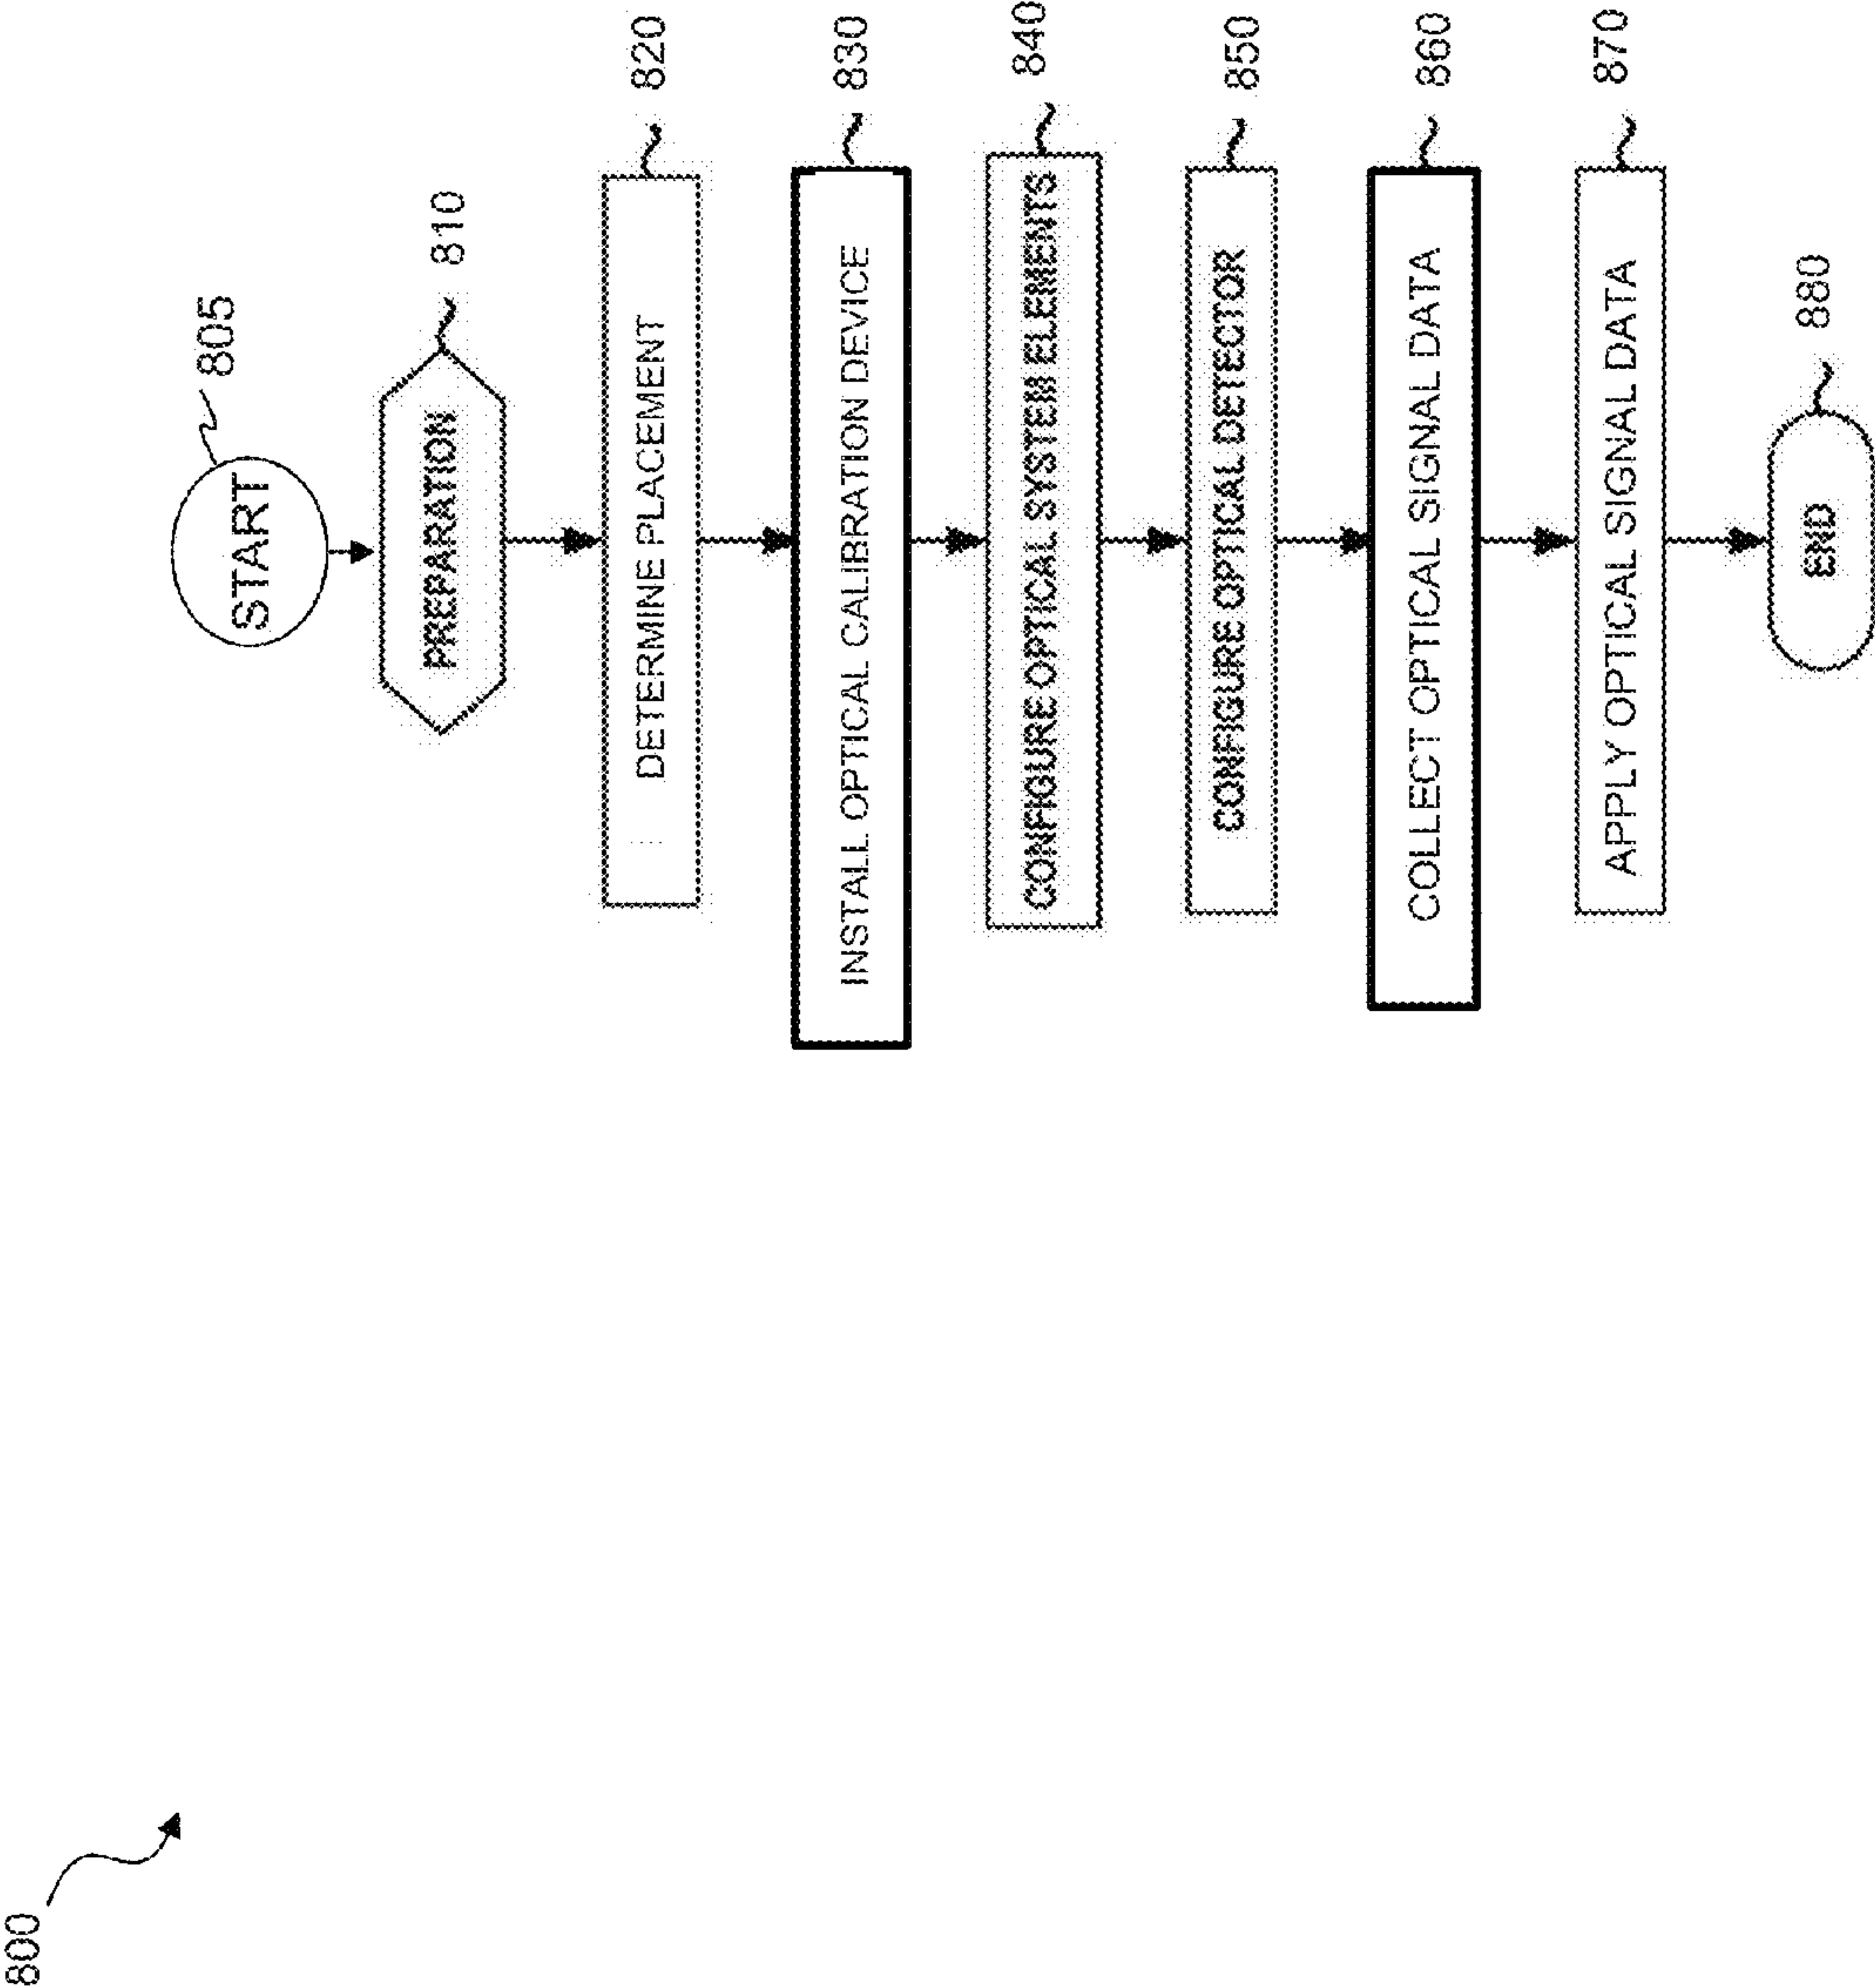 800
START
805
PREPARATION
810
DETERMINE PLACEMENT
820
INSTALL OPTICAL CALIBRATION DEVICE
830
CONFIGURE OPTICAL SYSTEM ELEMENTS
840
CONFIGURE OPTICAL DETECTOR
850
COLLECT OPTICAL SIGNAL DATA
860
APPLY OPTICAL SIGNAL DATA
870
END
880